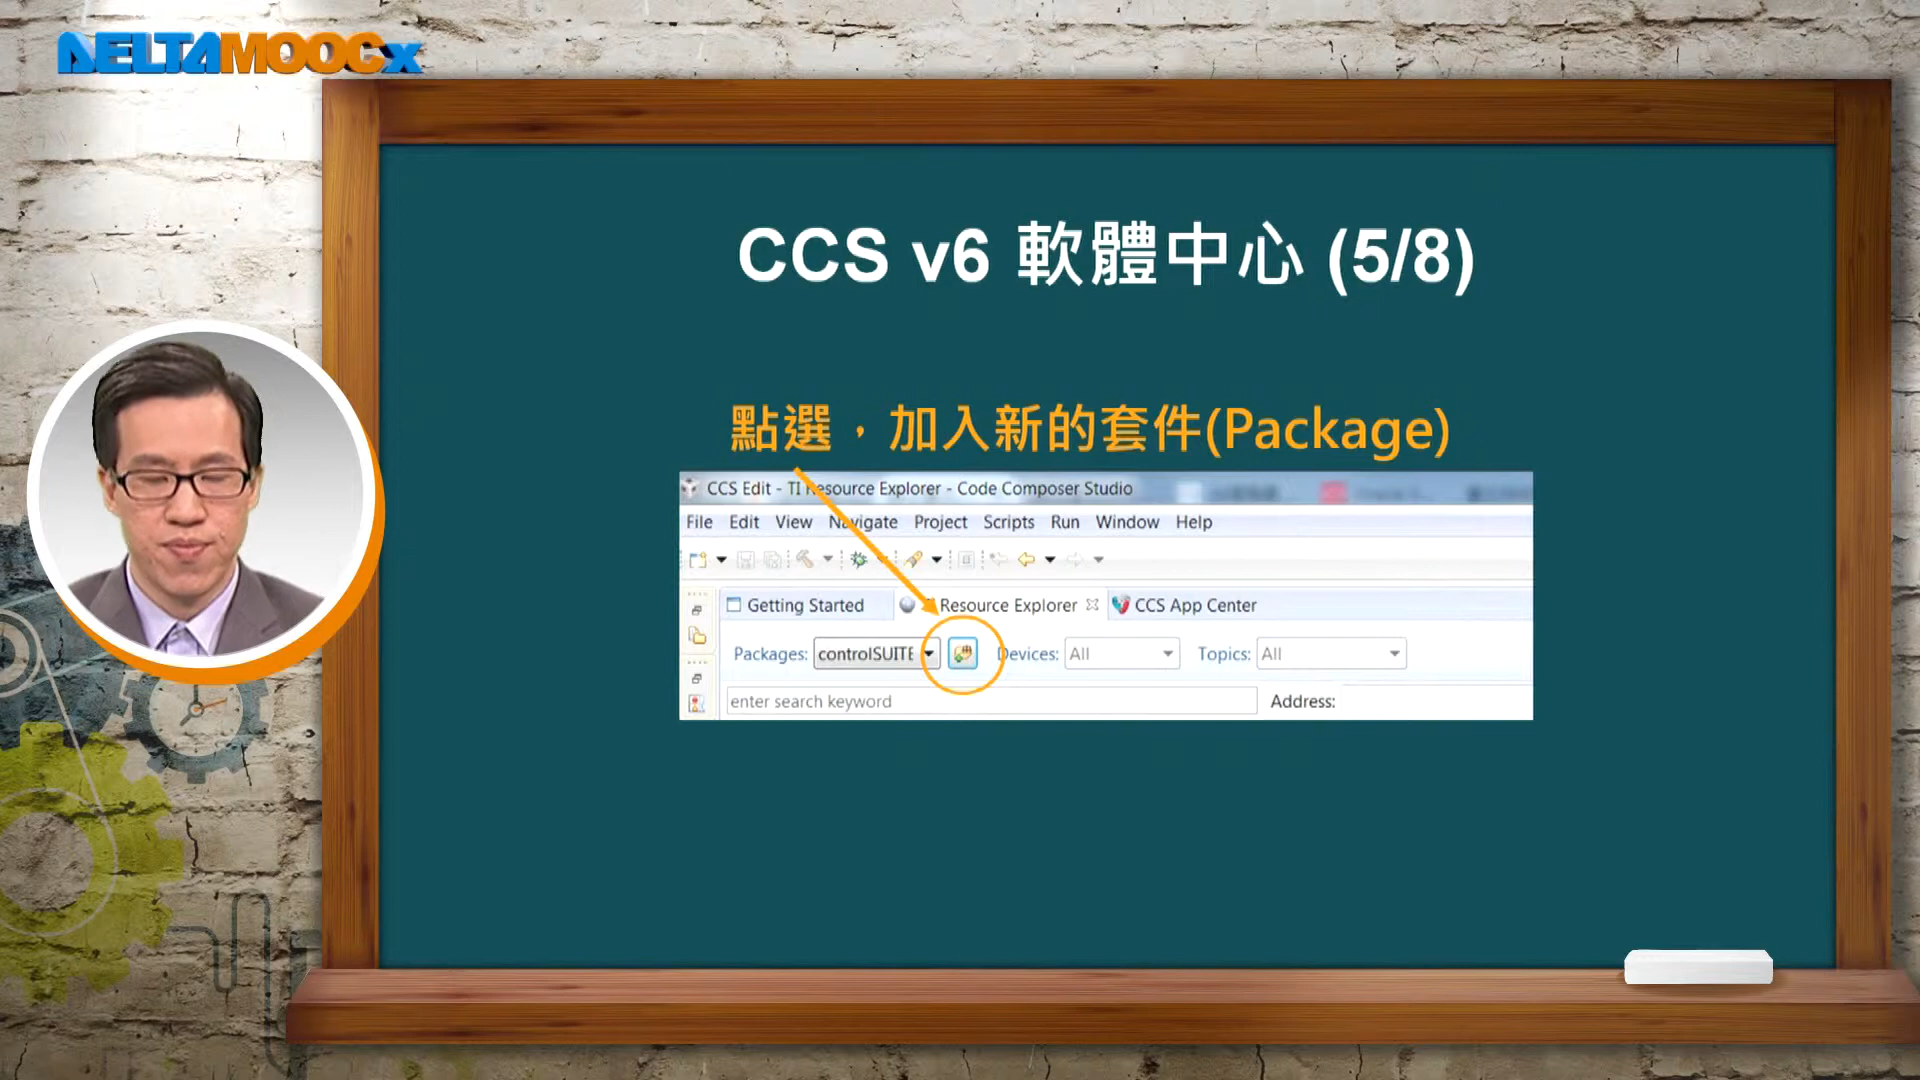 DELTAMOOCx
CCS v6 軟體中心 (5/8)
點選，加入新的套件(Package)
CCS Edit - TI Resource Explorer - Code Composer Studio
File Edit View Navigate Project Scripts Run Window Help
Getting Started Resource Explorer CCS App Center
Packages: controlSUITE Devices: All Topics: All
enter search keyword Address: